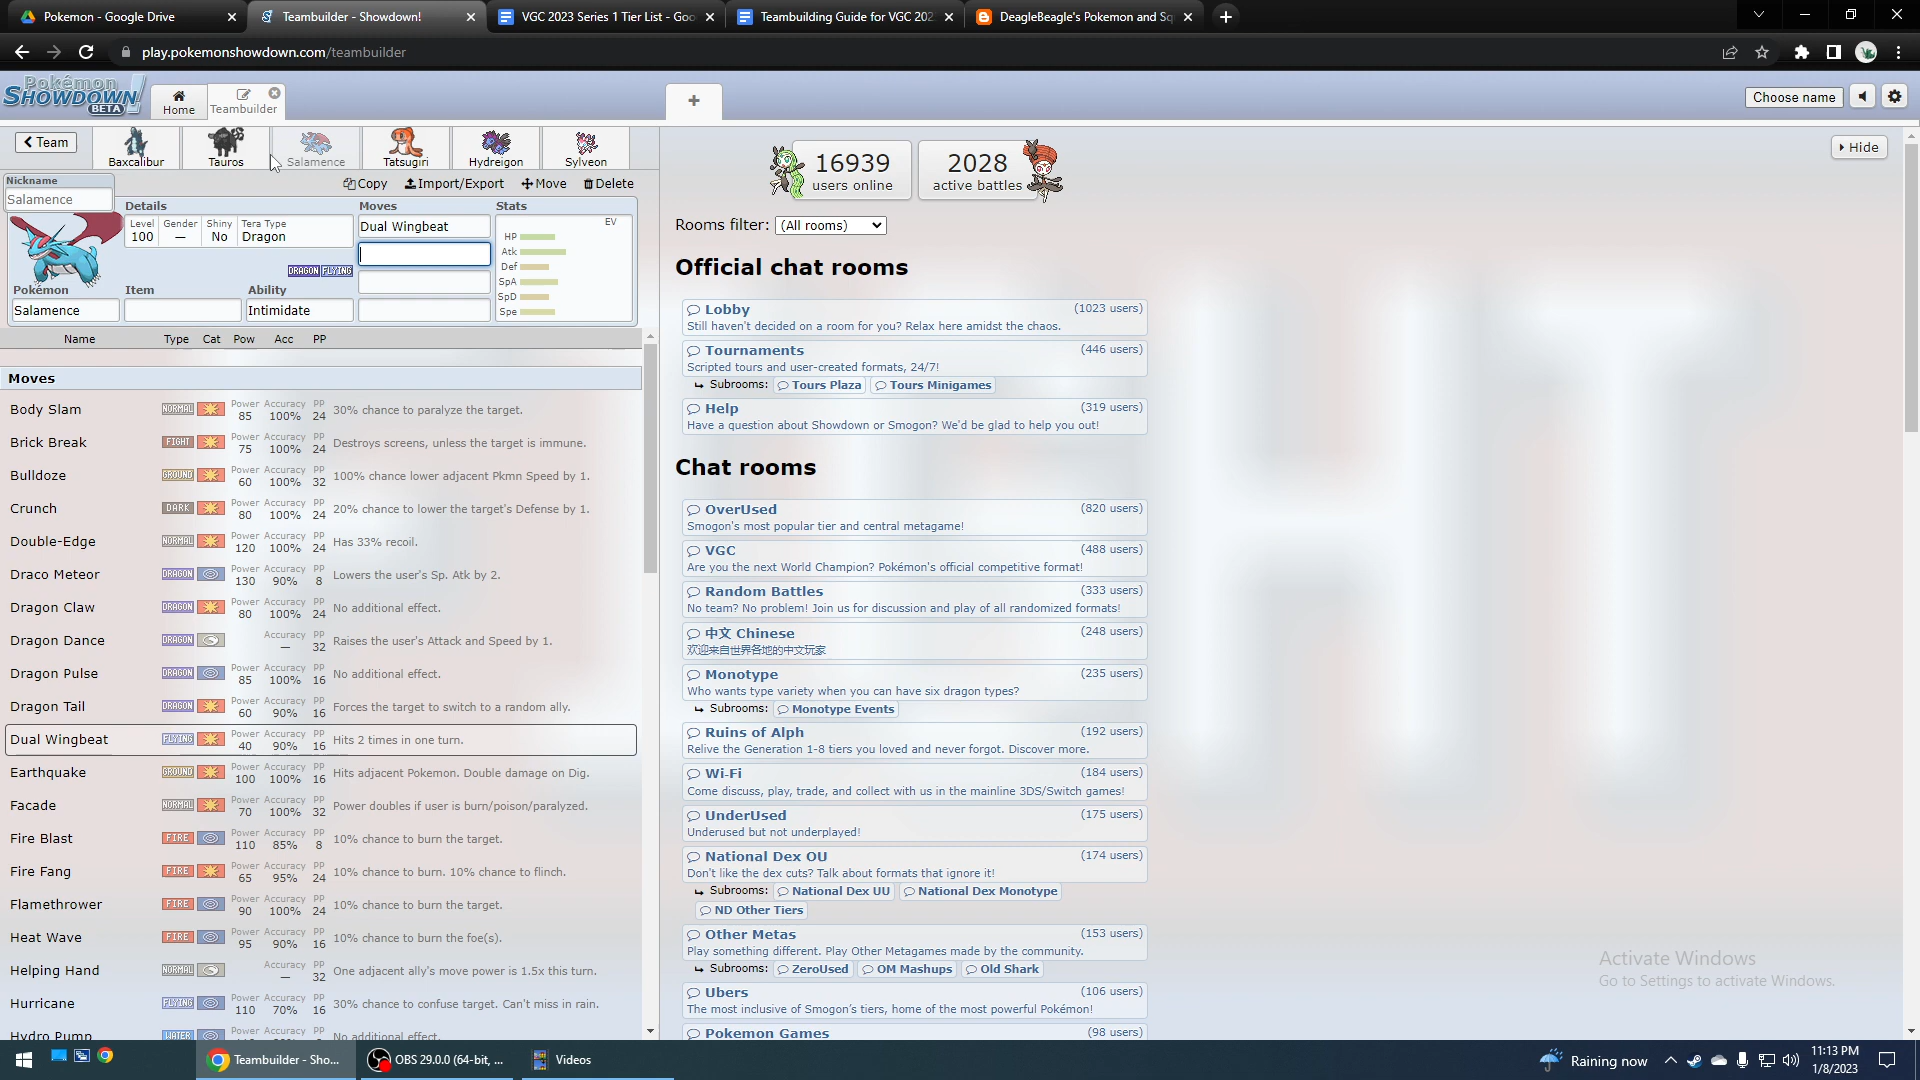 Pokemon - Google Drive
Teambuilder - Showdown!
VGC 2023 Series 1 Tier List - Goo
Teambuilding Guide for VGC 202
DeagleBeagle's Pokemon and Sq
play.pokemonshowdown.com/teambuilder
Pokémon
SHOWDOWN!
BETA
Home
Teambuilder
+
Choose name
Team
Baxcalibur
Tauros
Salamence
Tatsugiri
Hydreigon
Sylveon
Copy
Import/Export
Move
Delete
Nickname
Salamence
Details
Level
100
Gender
—
Shiny
No
Tera Type
Dragon
DRAGON FLYING
Pokémon
Salamence
Item
Ability
Intimidate
Moves
Dual Wingbeat
Stats
EV
HP
Atk
Def
SpA
SpD
Spe
Name Type Cat Pow Acc PP
Moves
Body Slam NORMAL Power 85 Accuracy 100% PP 24 30% chance to paralyze the target.
Brick Break FIGHT Power 75 Accuracy 100% PP 24 Destroys screens, unless the target is immune.
Bulldoze GROUND Power 60 Accuracy 100% PP 32 100% chance lower adjacent Pkmn Speed by 1.
Crunch DARK Power 80 Accuracy 100% PP 24 20% chance to lower the target's Defense by 1.
Double-Edge NORMAL Power 120 Accuracy 100% PP 24 Has 33% recoil.
Draco Meteor DRAGON Power 130 Accuracy 90% PP 8 Lowers the user's Sp. Atk by 2.
Dragon Claw DRAGON Power 80 Accuracy 100% PP 24 No additional effect.
Dragon Dance DRAGON Accuracy — PP 32 Raises the user's Attack and Speed by 1.
Dragon Pulse DRAGON Power 85 Accuracy 100% PP 16 No additional effect.
Dragon Tail DRAGON Power 60 Accuracy 90% PP 16 Forces the target to switch to a random ally.
Dual Wingbeat FLYING Power 40 Accuracy 90% PP 16 Hits 2 times in one turn.
Earthquake GROUND Power 100 Accuracy 100% PP 16 Hits adjacent Pokemon. Double damage on Dig.
Facade NORMAL Power 70 Accuracy 100% PP 32 Power doubles if user is burn/poison/paralyzed.
Fire Blast FIRE Power 110 Accuracy 85% PP 8 10% chance to burn the target.
Fire Fang FIRE Power 65 Accuracy 95% PP 24 10% chance to burn. 10% chance to flinch.
Flamethrower FIRE Power 90 Accuracy 100% PP 24 10% chance to burn the target.
Heat Wave FIRE Power 95 Accuracy 90% PP 16 10% chance to burn the foe(s).
Helping Hand NORMAL Accuracy — PP 32 One adjacent ally's move power is 1.5x this turn.
Hurricane FLYING Power 110 Accuracy 70% PP 16 30% chance to confuse target. Can't miss in rain.
Hydro Pump WATER Power Accuracy PP No additional effect.
16939
users online
2028
active battles
Hide
Rooms filter: (All rooms)
Official chat rooms
Lobby (1023 users)
Still haven't decided on a room for you? Relax here amidst the chaos.
Tournaments (446 users)
Scripted tours and user-created formats, 24/7!
Subrooms: Tours Plaza Tours Minigames
Help (319 users)
Have a question about Showdown or Smogon? We'd be glad to help you out!
Chat rooms
OverUsed (820 users)
Smogon's most popular tier and central metagame!
VGC (488 users)
Are you the next World Champion? Pokémon's official competitive format!
Random Battles (333 users)
No team? No problem! Join us for discussion and play of all randomized formats!
中文 Chinese (248 users)
欢迎来自世界各地的中文玩家
Monotype (235 users)
Who wants type variety when you can have six dragon types?
Subrooms: Monotype Events
Ruins of Alph (192 users)
Relive the Generation 1-8 tiers you loved and never forgot. Discover more.
Wi-Fi (184 users)
Come discuss, play, trade, and collect with us in the mainline 3DS/Switch games!
UnderUsed (175 users)
Underused but not underplayed!
National Dex OU (174 users)
Don't like the dex cuts? Talk about formats that ignore it!
Subrooms: National Dex UU National Dex Monotype
ND Other Tiers
Other Metas (153 users)
Play something different. Play Other Metagames made by the community.
Subrooms: ZeroUsed OM Mashups Old Shark
Ubers (106 users)
The most inclusive of Smogon's tiers, home of the most powerful Pokémon!
Pokemon Games (98 users)
HT
Activate Windows
Go to Settings to activate Windows.
Teambuilder - Sho...
OBS 29.0.0 (64-bit, ...
Videos
Raining now
11:13 PM
1/8/2023